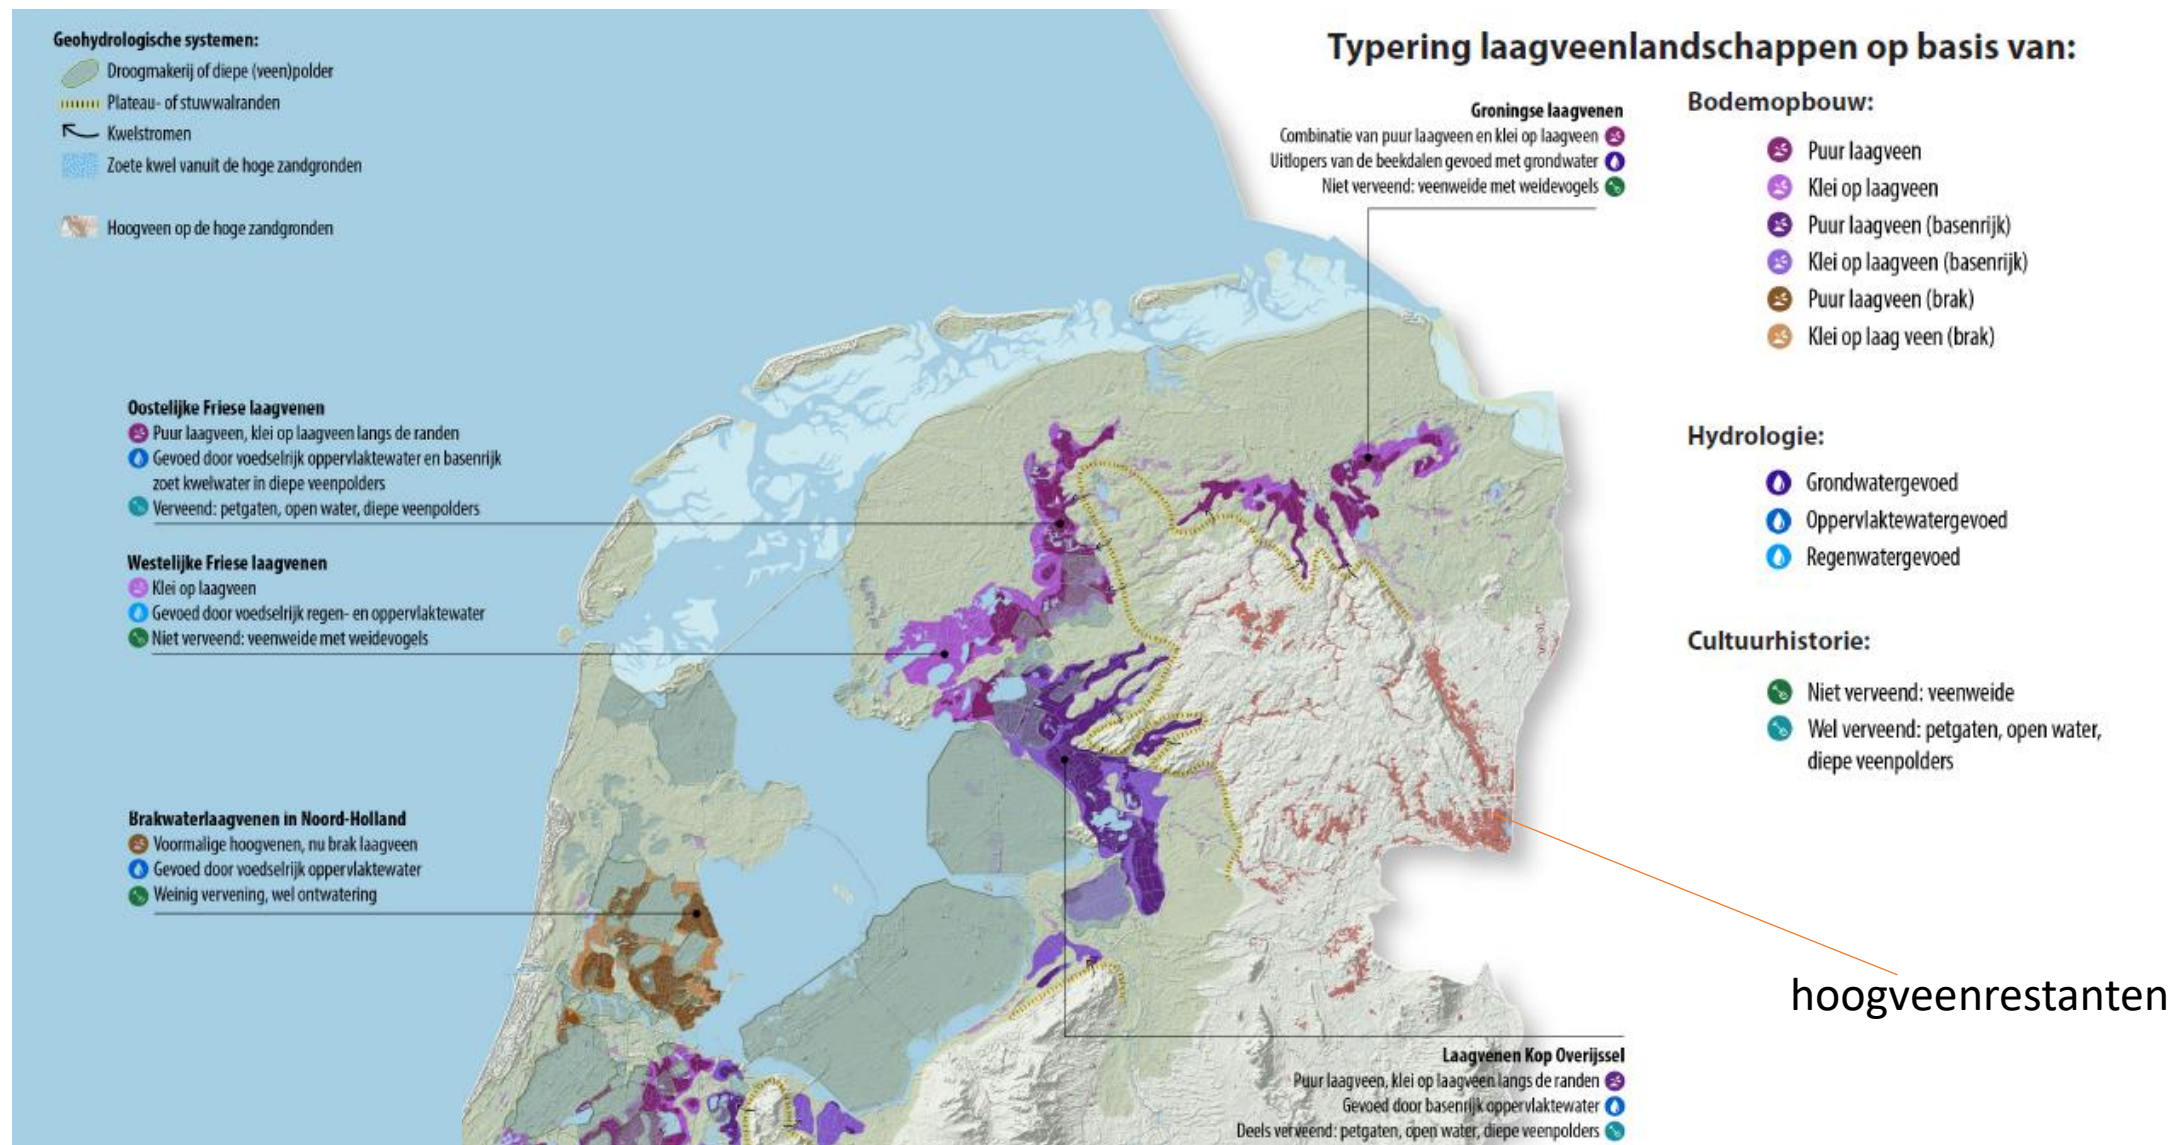 Geohydrologische systemen:
Droogmakerij of diepe (veen)polder
Plateau- of stuwwalranden
Kwelstromen
Zoete kwel vanuit de hoge zandgronden
Hoogveen op de hoge zandgronden
Typering laagveenlandschappen op basis van:
Groningse laagvenen
Combinatie van puur laagveen en klei op laagveen
Uitlopers van de beekdalen gevoed met grondwater
Niet verveend: veenweide met weidevogels
Bodemopbouw:
Puur laagveen
Klei op laagveen
Puur laagveen (basenrijk)
Klei op laagveen (basenrijk)
Puur laagveen (brak)
Klei op laag veen (brak)
Oostelijke Friese laagvenen
Puur laagveen, klei op laagveen langs de randen
Gevoed door voedselrijk oppervlaktewater en basenrijk
zoet kwelwater in diepe veenpolders
Verveend: petgaten, open water, diepe veenpolders
Hydrologie:
Grondwatergevoed
Oppervlaktewatergevoed
Regenwatergevoed
Westelijke Friese laagvenen
Klei op laagveen
Gevoed door voedselrijk regen- en oppervlaktewater
Niet verveend: veenweide met weidevogels
Cultuurhistorie:
Niet verveend: veenweide
Wel verveend: petgaten, open water,
diepe veenpolders
Brakwaterlaagvenen in Noord-Holland
Voormalige hoogvenen, nu brak laagveen
Gevoed door voedselrijk oppervlaktewater
Weinig vervening, wel ontwatering
hoogveenrestanten
Laagvenen Kop Overijssel
Puur laagveen, klei op laagveen langs de randen
Gevoed door basenrijk oppervlaktewater
Deels verveend: petgaten, open water, diepe veenpolders